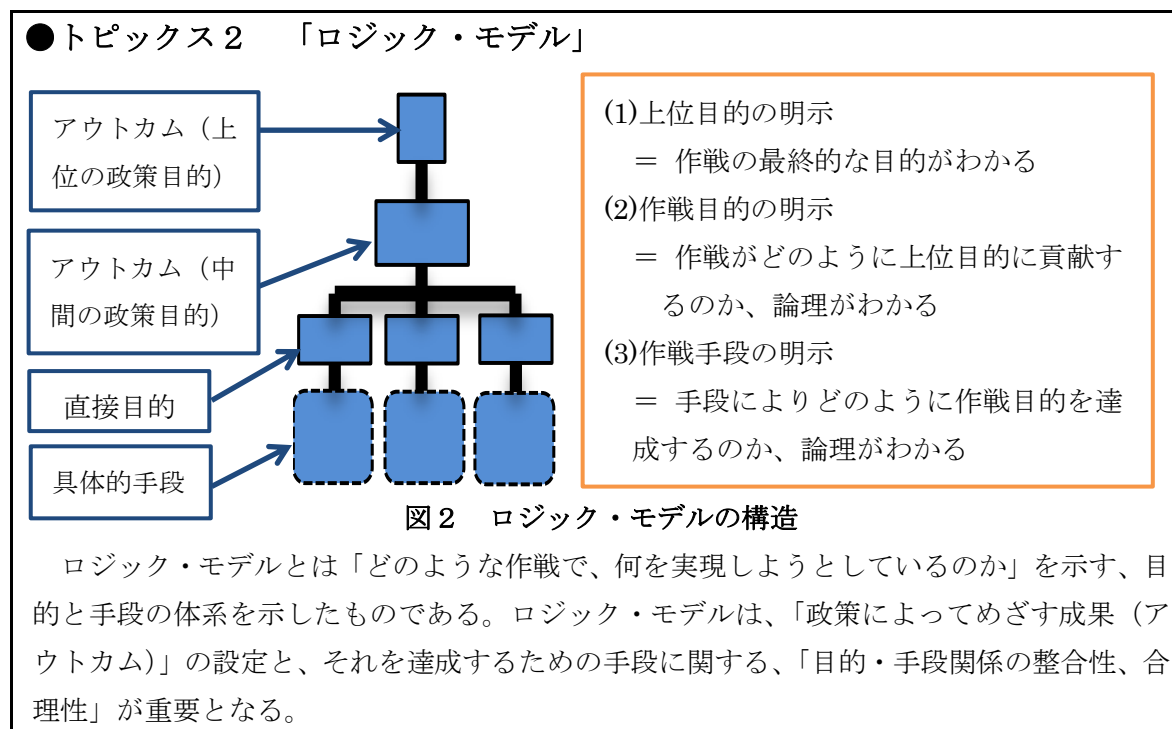 ●トピックス２　「ロジック・モデル」
アウトカム（上
位の政策目的）
アウトカム（中
間の政策目的）
直接目的
具体的手段
(1)上位目的の明示
＝ 作戦の最終的な目的がわかる
(2)作戦目的の明示
＝ 作戦がどのように上位目的に貢献す
るのか、論理がわかる
(3)作戦手段の明示
＝ 手段によりどのように作戦目的を達
成するのか、論理がわかる
図２　ロジック・モデルの構造
ロジック・モデルとは「どのような作戦で、何を実現しようとしているのか」を示す、目
的と手段の体系を示したものである。ロジック・モデルは、「政策によってめざす成果（ア
ウトカム）」の設定と、それを達成するための手段に関する、「目的・手段関係の整合性、合
理性」が重要となる。